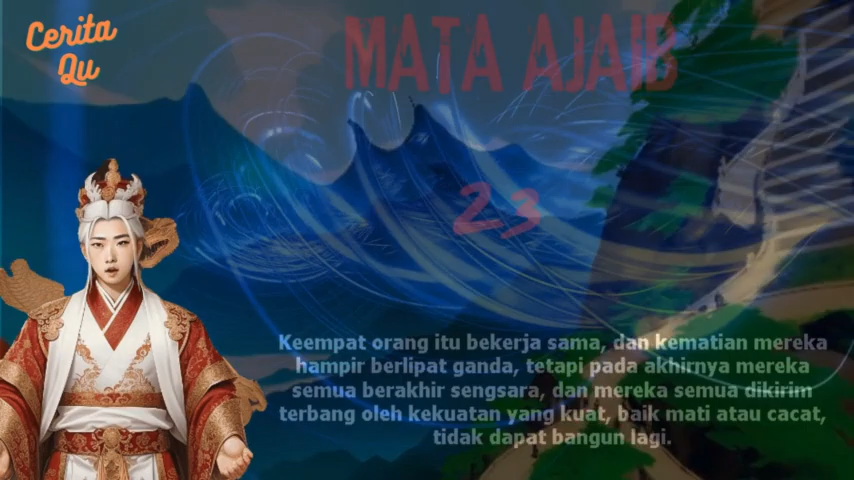 Cerita
Qu
MATA AJAIB
23
Keempat orang itu bekerja sama, dan kematian mereka
hampir berlipat ganda, tetapi pada akhirnya mereka
semua berakhir sengsara, dan mereka semua dikirim
terbang oleh kekuatan yang kuat, baik mati atau cacat,
tidak dapat bangun lagi.